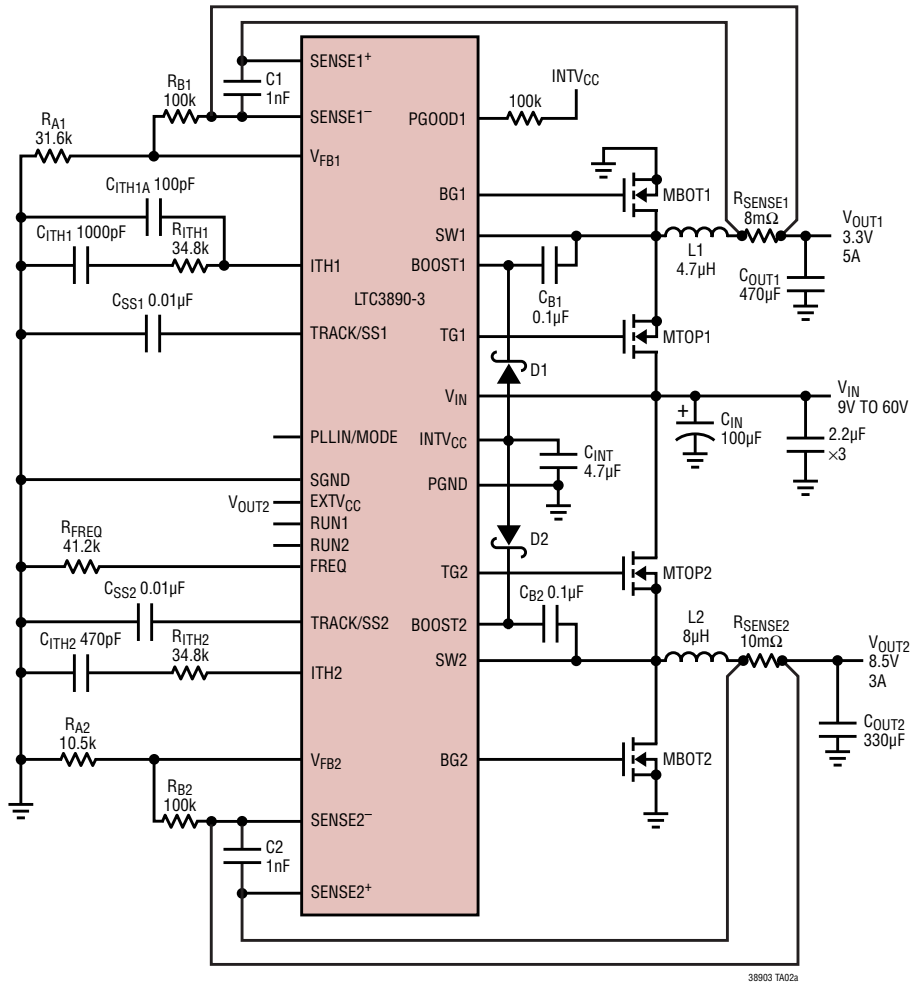 SENSE1+
C1
1nF
INTVCC
RB1
100k
100k
SENSE1–
PGOOD1
RA1
31.6k
VFB1
CITH1A 100pF
BG1
MBOT1
RSENSE1
8mΩ
CITH1 1000pF
RITH1
34.8k
SW1
VOUT1
3.3V
5A
L1
4.7µH
ITH1
BOOST1
COUT1
470µF
CSS1 0.01µF
LTC3890-3
CB1
0.1µF
TRACK/SS1
TG1
MTOP1
D1
VIN
VIN
9V TO 60V
+
CIN
100µF
2.2µF
×3
PLLIN/MODE
INTVCC
CINT
4.7µF
SGND
PGND
VOUT2
EXTVCC
RUN1
RUN2
D2
RFREQ
41.2k
FREQ
TG2
MTOP2
CSS2 0.01µF
CB2 0.1µF
TRACK/SS2
BOOST2
L2
8µH
RSENSE2
10mΩ
CITH2 470pF
RITH2
34.8k
SW2
VOUT2
8.5V
3A
ITH2
RA2
10.5k
COUT2
330µF
VFB2
BG2
MBOT2
RB2
100k
SENSE2–
C2
1nF
SENSE2+
38903 TA02a